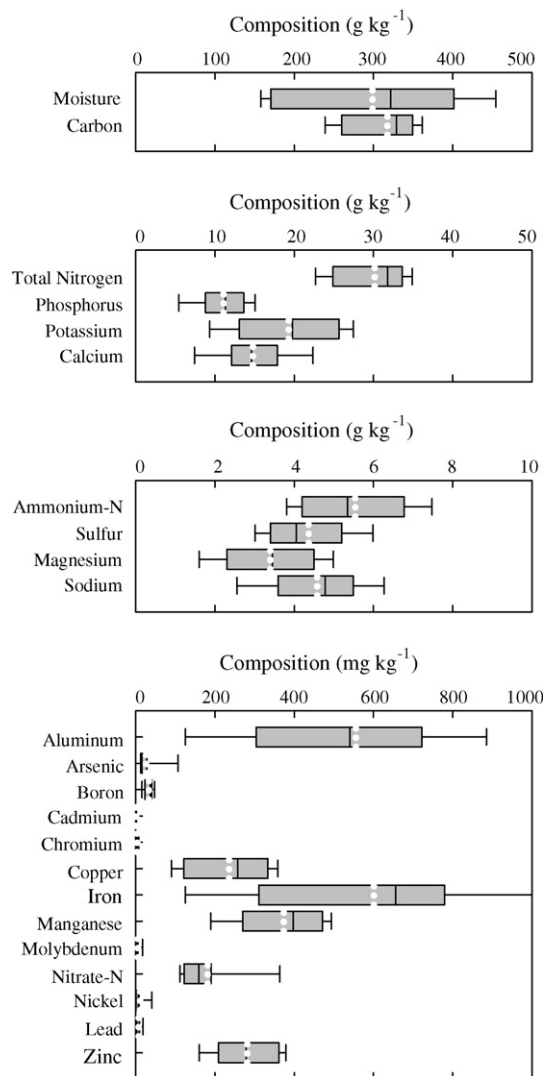 Composition (g kg⁻¹)
0 100 200 300 400 500
Moisture
Carbon
Composition (g kg⁻¹)
0 10 20 30 40 50
Total Nitrogen
Phosphorus
Potassium
Calcium
Composition (g kg⁻¹)
0 2 4 6 8 10
Ammonium-N
Sulfur
Magnesium
Sodium
Composition (mg kg⁻¹)
0 200 400 600 800 1000
Aluminum
Arsenic
Boron
Cadmium
Chromium
Copper
Iron
Manganese
Molybdenum
Nitrate-N
Nickel
Lead
Zinc